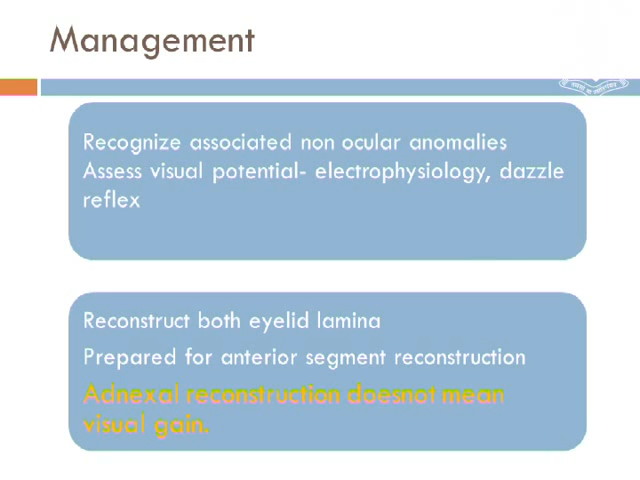 Management
Recognize associated non ocular anomalies
Assess visual potential- electrophysiology, dazzle
reflex
Reconstruct both eyelid lamina
Prepared for anterior segment reconstruction
Adnexal reconstruction doesnot mean
visual gain.